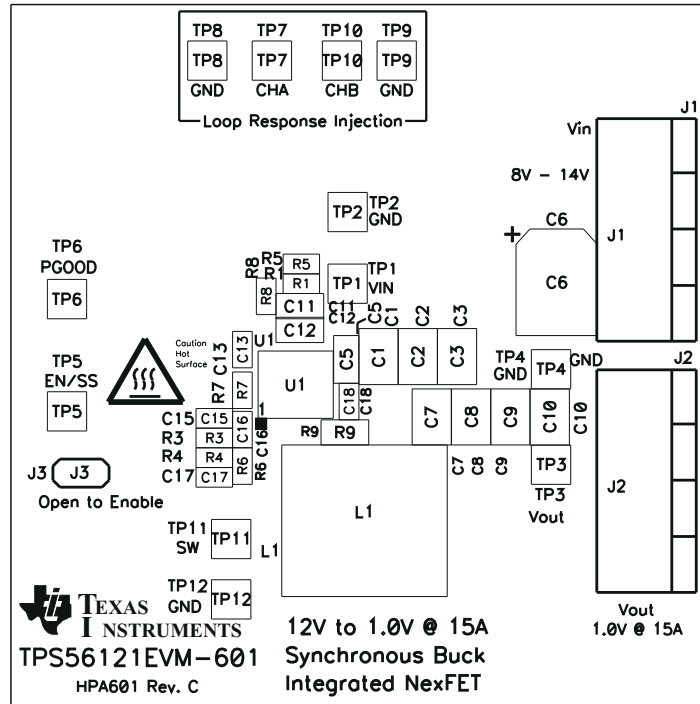 TP8 TP7 TP10 TP9
TP8 TP7 TP10 TP9
GND CHA CHB GND
Loop Response Injection
J1
Vin
8V - 14V
J1
C6
+
C6
TP2
TP2
GND
TP6
PGOOD
TP6
R5
R5
R1
R1
R8
R8
TP1
TP1
VIN
C11
C11
C12
C12
C5
C1
C2
C3
C5
C1
C2
C3
U1
U1
C13
C13
Caution
Hot
Surface
TP5
EN/SS
TP5
R7
R7
C18
C18
TP4
GND
TP4
GND
J2
J2
C15
C15
R3
R3
R4
R4
C17
C17
C16
C16
R6
R6
1
R9
R9
C7
C8
C9
C10
C10
C7
C8
C9
TP3
TP3
Vout
J3
J3
Open to Enable
L1
L1
TP11
SW
TP11
TP12
GND
TP12
TEXAS
INSTRUMENTS
TPS56121EVM-601
HPA601 Rev. C
12V to 1.0V @ 15A
Synchronous Buck
Integrated NexFET
Vout
1.0V @ 15A